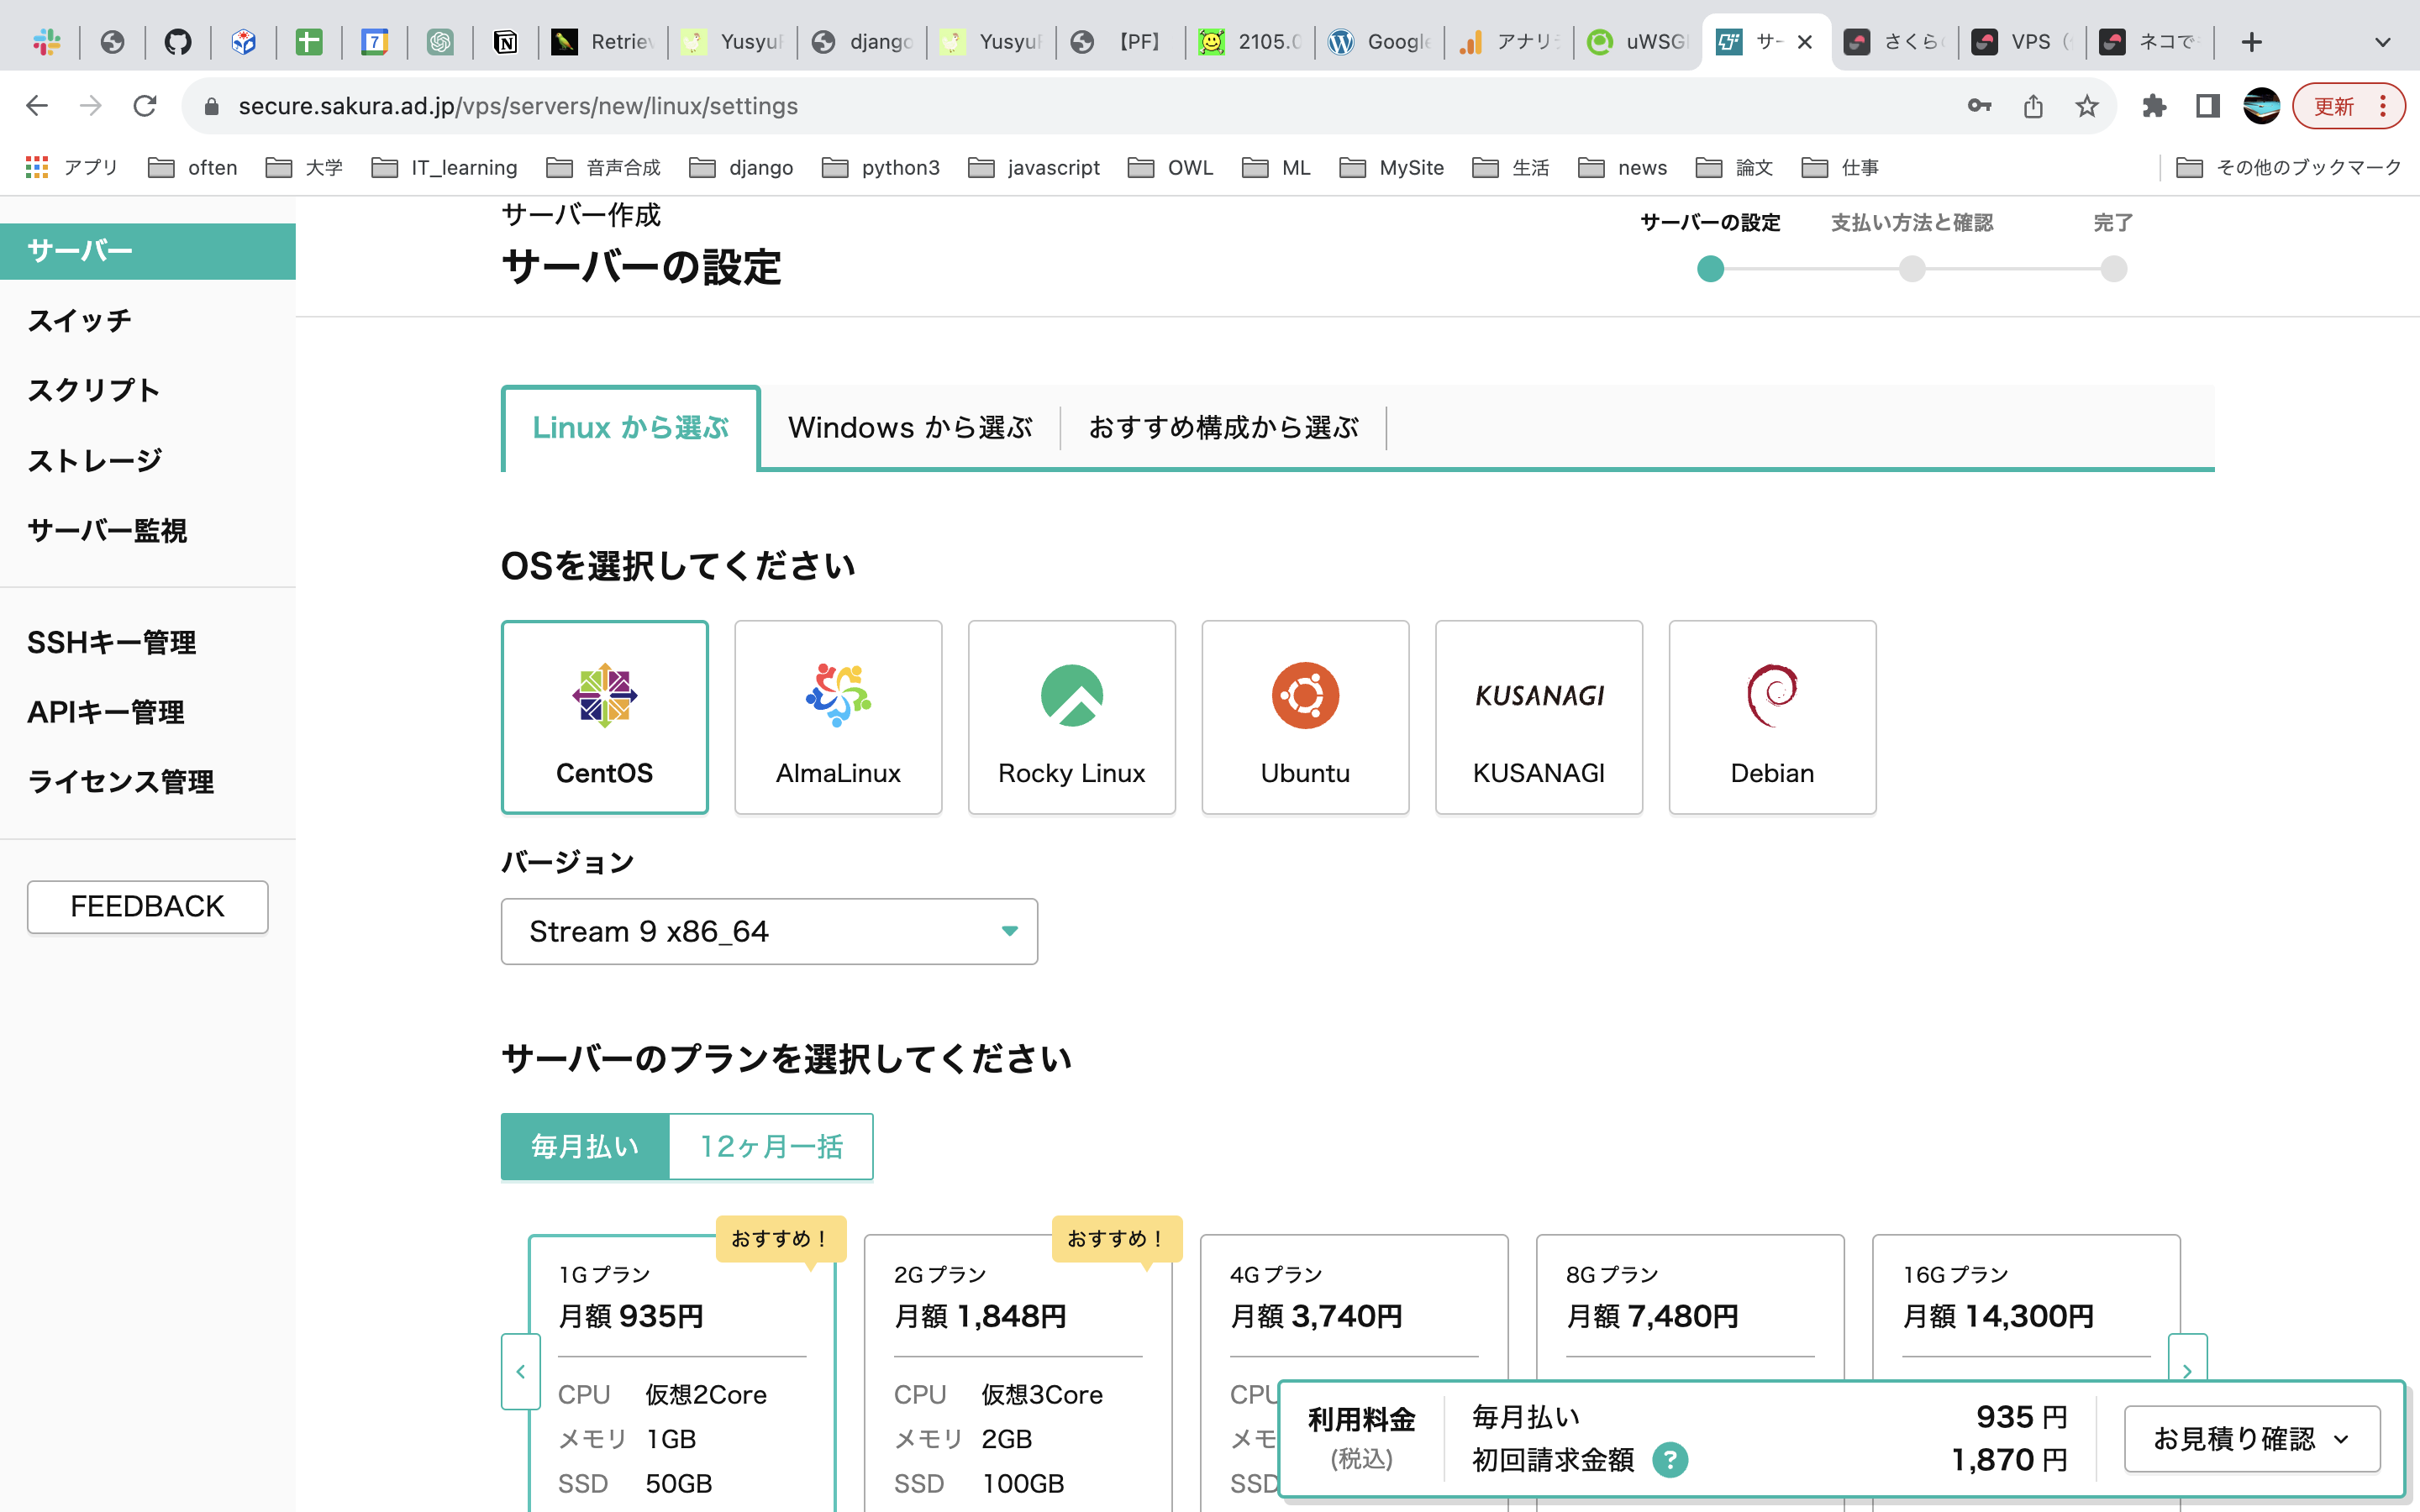 Retrie
Yusyu
django
Yusyu
【PF】
2105.0
Google
アナリ
uWSG
サー
さくら
VPS
ネコで
secure.sakura.ad.jp/vps/servers/new/linux/settings
更新
アプリ
often
大学
IT_learning
音声合成
django
python3
javascript
OWL
ML
MySite
生活
news
論文
仕事
その他のブックマーク
サーバー
スイッチ
スクリプト
ストレージ
サーバー監視
SSHキー管理
APIキー管理
ライセンス管理
FEEDBACK
サーバー作成
サーバーの設定
サーバーの設定
支払い方法と確認
完了
Linux から選ぶ
Windows から選ぶ
おすすめ構成から選ぶ
OSを選択してください
CentOS
AlmaLinux
Rocky Linux
Ubuntu
KUSANAGI
KUSANAGI
Debian
バージョン
Stream 9 x86_64
サーバーのプランを選択してください
毎月払い
12ヶ月一括
おすすめ！
1Gプラン
月額 935円
CPU 仮想2Core
メモリ 1GB
SSD 50GB
おすすめ！
2Gプラン
月額 1,848円
CPU 仮想3Core
メモリ 2GB
SSD 100GB
4Gプラン
月額 3,740円
CPU
メモ
SSD
8Gプラン
月額 7,480円
16Gプラン
月額 14,300円
利用料金
(税込)
毎月払い 935 円
初回請求金額 ? 1,870 円
お見積り確認